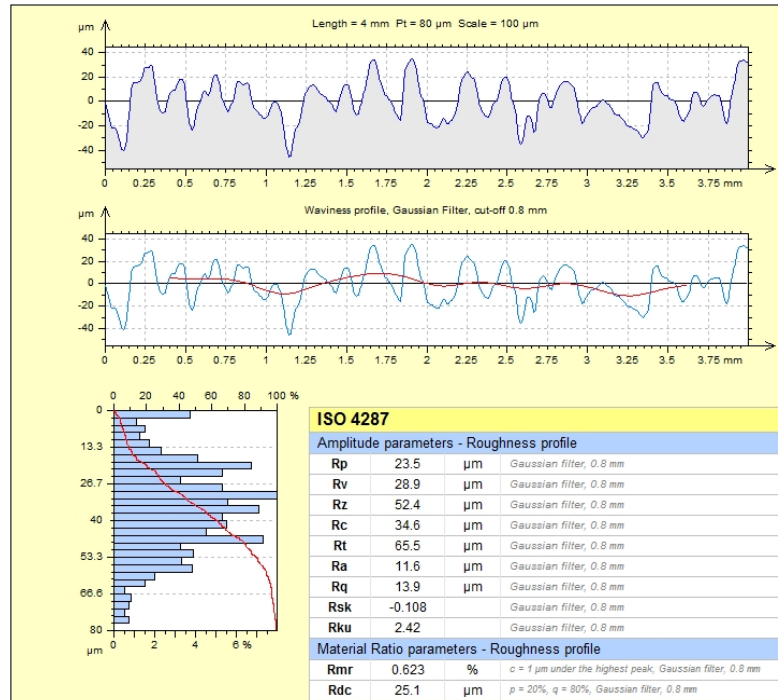 Length = 4 mm Pt = 80 µm Scale = 100 µm
µm
40
20
0
-20
-40
0 0.25 0.5 0.75 1 1.25 1.5 1.75 2 2.25 2.5 2.75 3 3.25 3.5 3.75 mm
Waviness profile, Gaussian Filter, cut-off 0.8 mm
µm
40
20
0
-20
-40
0 0.25 0.5 0.75 1 1.25 1.5 1.75 2 2.25 2.5 2.75 3 3.25 3.5 3.75 mm
0 20 40 60 80 100 %
0
13.3
26.7
40
53.3
66.6
80
µm
0 2 4 6 %
ISO 4287
Amplitude parameters - Roughness profile
Rp 23.5 µm Gaussian filter, 0.8 mm
Rv 28.9 µm Gaussian filter, 0.8 mm
Rz 52.4 µm Gaussian filter, 0.8 mm
Rc 34.6 µm Gaussian filter, 0.8 mm
Rt 65.5 µm Gaussian filter, 0.8 mm
Ra 11.6 µm Gaussian filter, 0.8 mm
Rq 13.9 µm Gaussian filter, 0.8 mm
Rsk -0.108 Gaussian filter, 0.8 mm
Rku 2.42 Gaussian filter, 0.8 mm
Material Ratio parameters - Roughness profile
Rmr 0.623 % c = 1 µm under the highest peak, Gaussian filter, 0.8 mm
Rdc 25.1 µm p = 20%, q = 80%, Gaussian filter, 0.8 mm